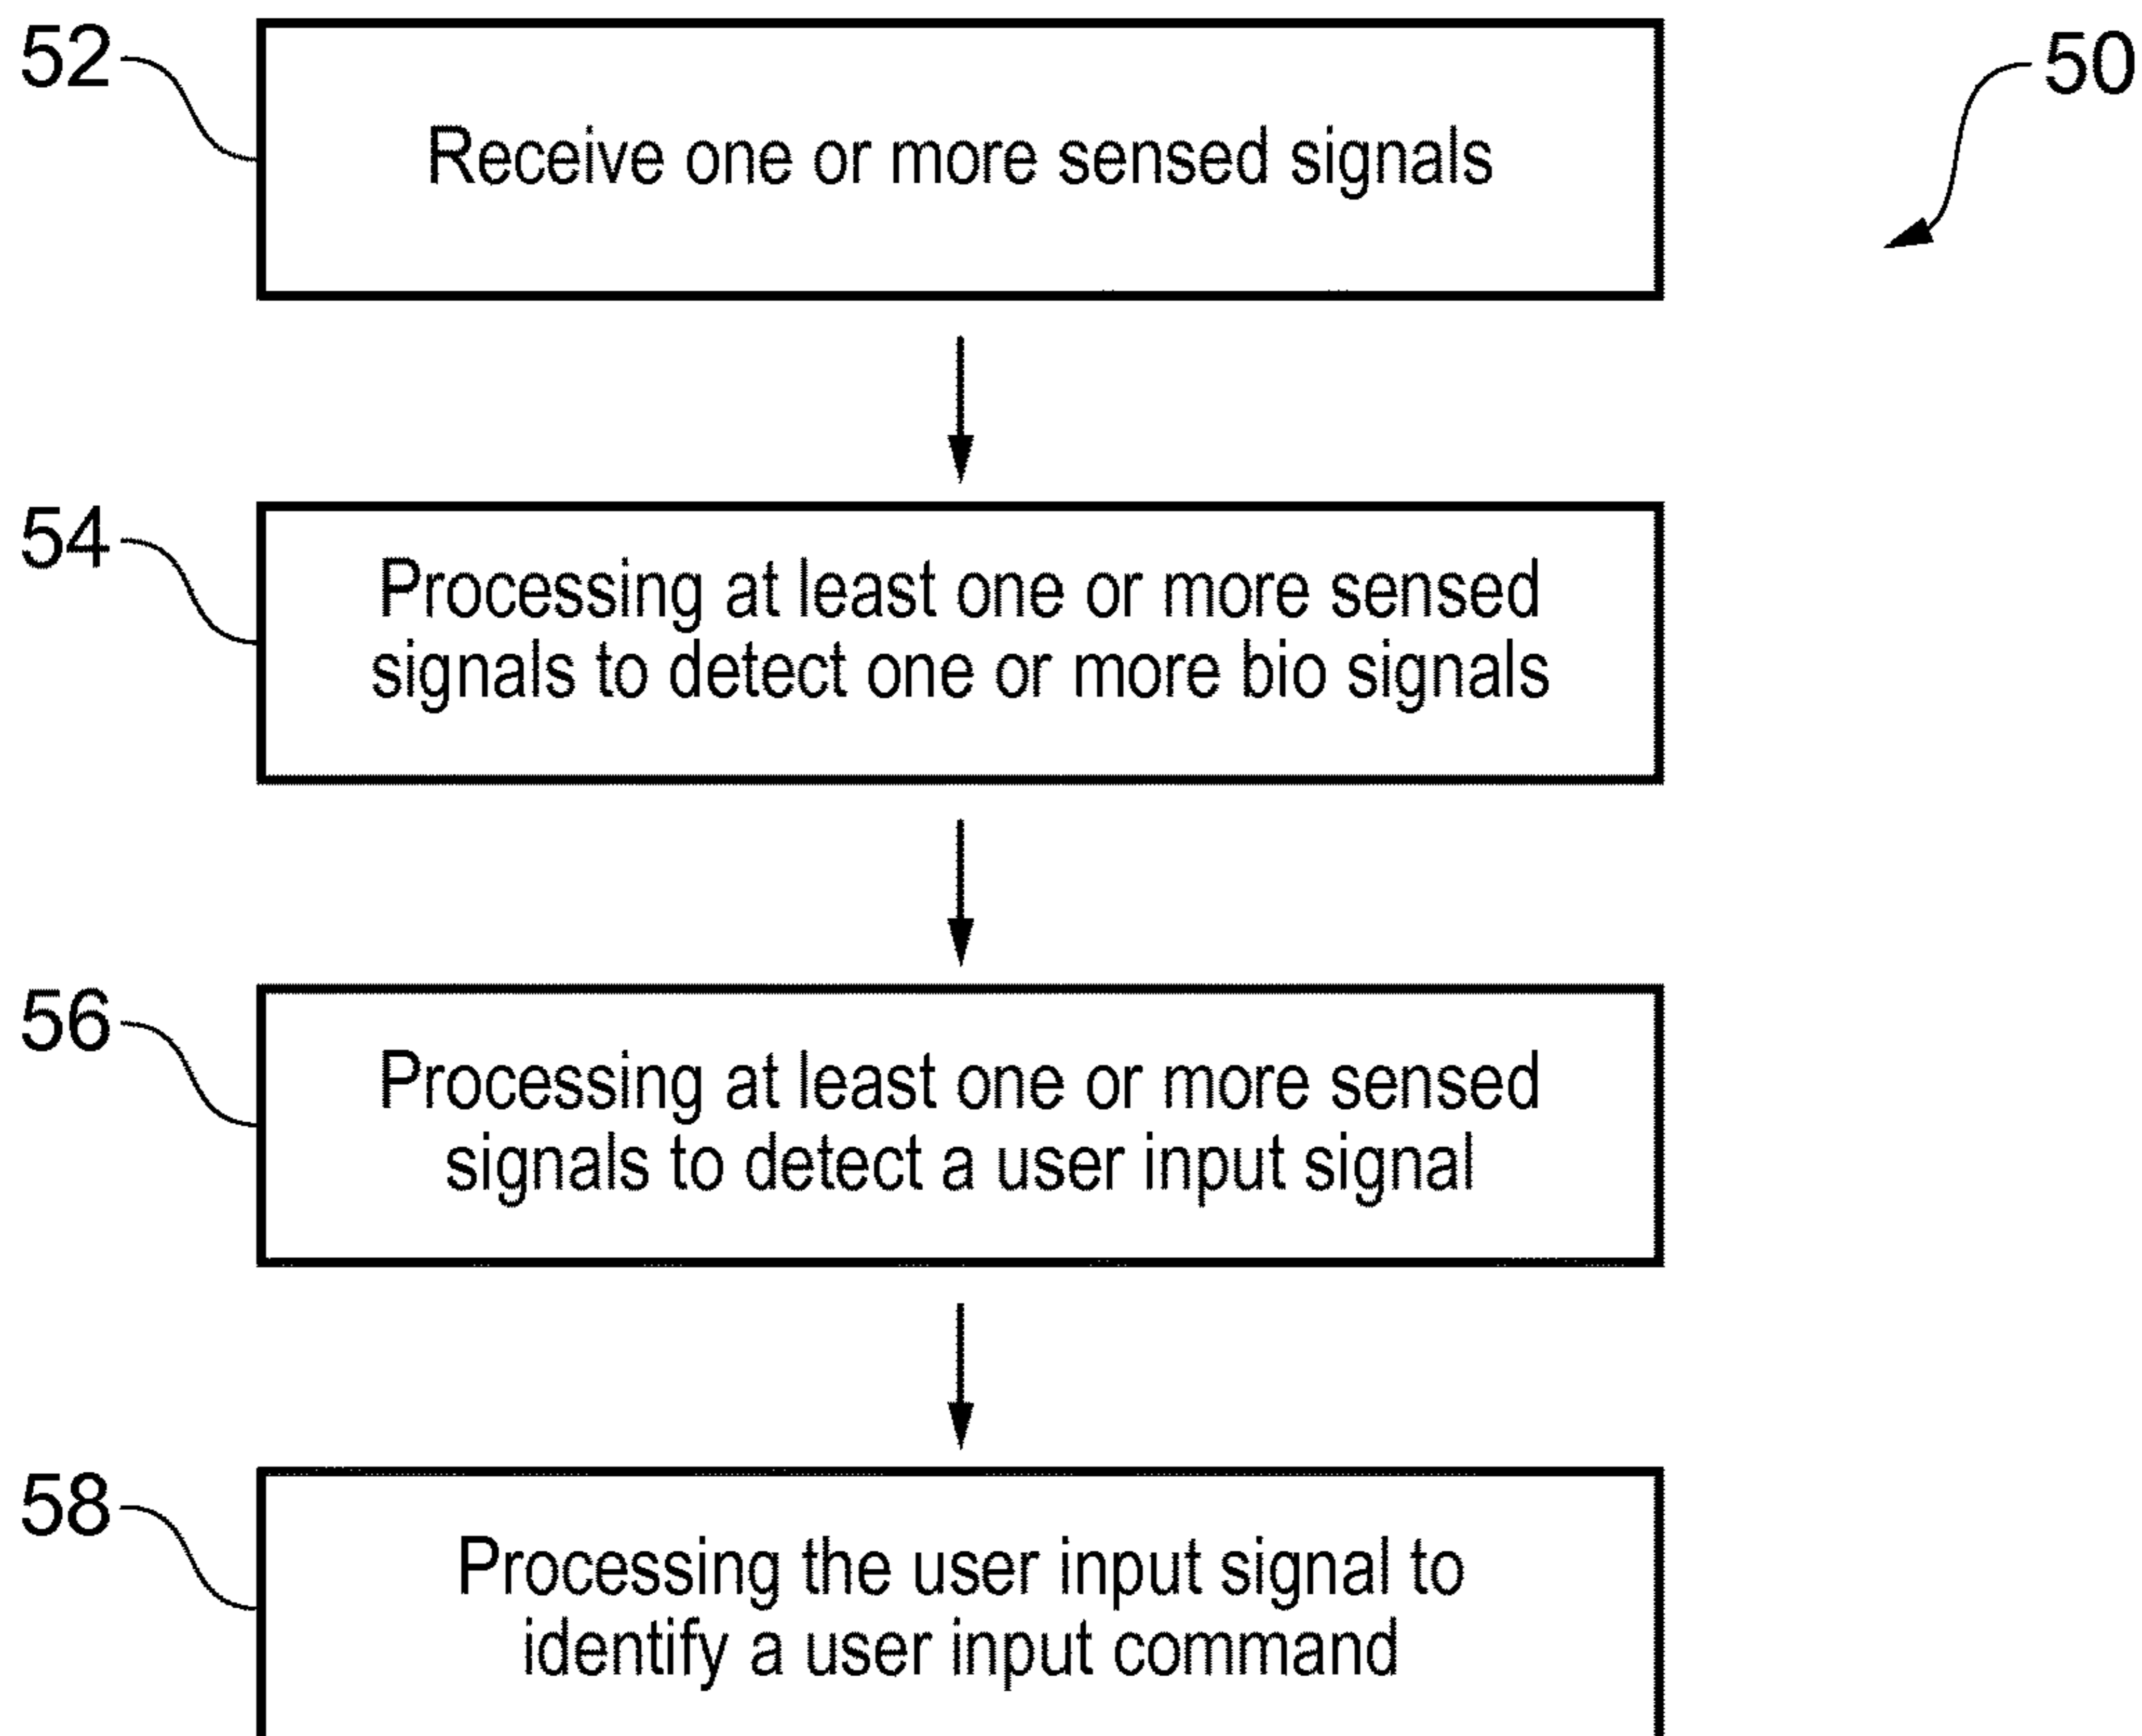 52
50
Receive one or more sensed signals
54
Processing at least one or more sensed
signals to detect one or more bio signals
56
Processing at least one or more sensed
signals to detect a user input signal
58
Processing the user input signal to
identify a user input command